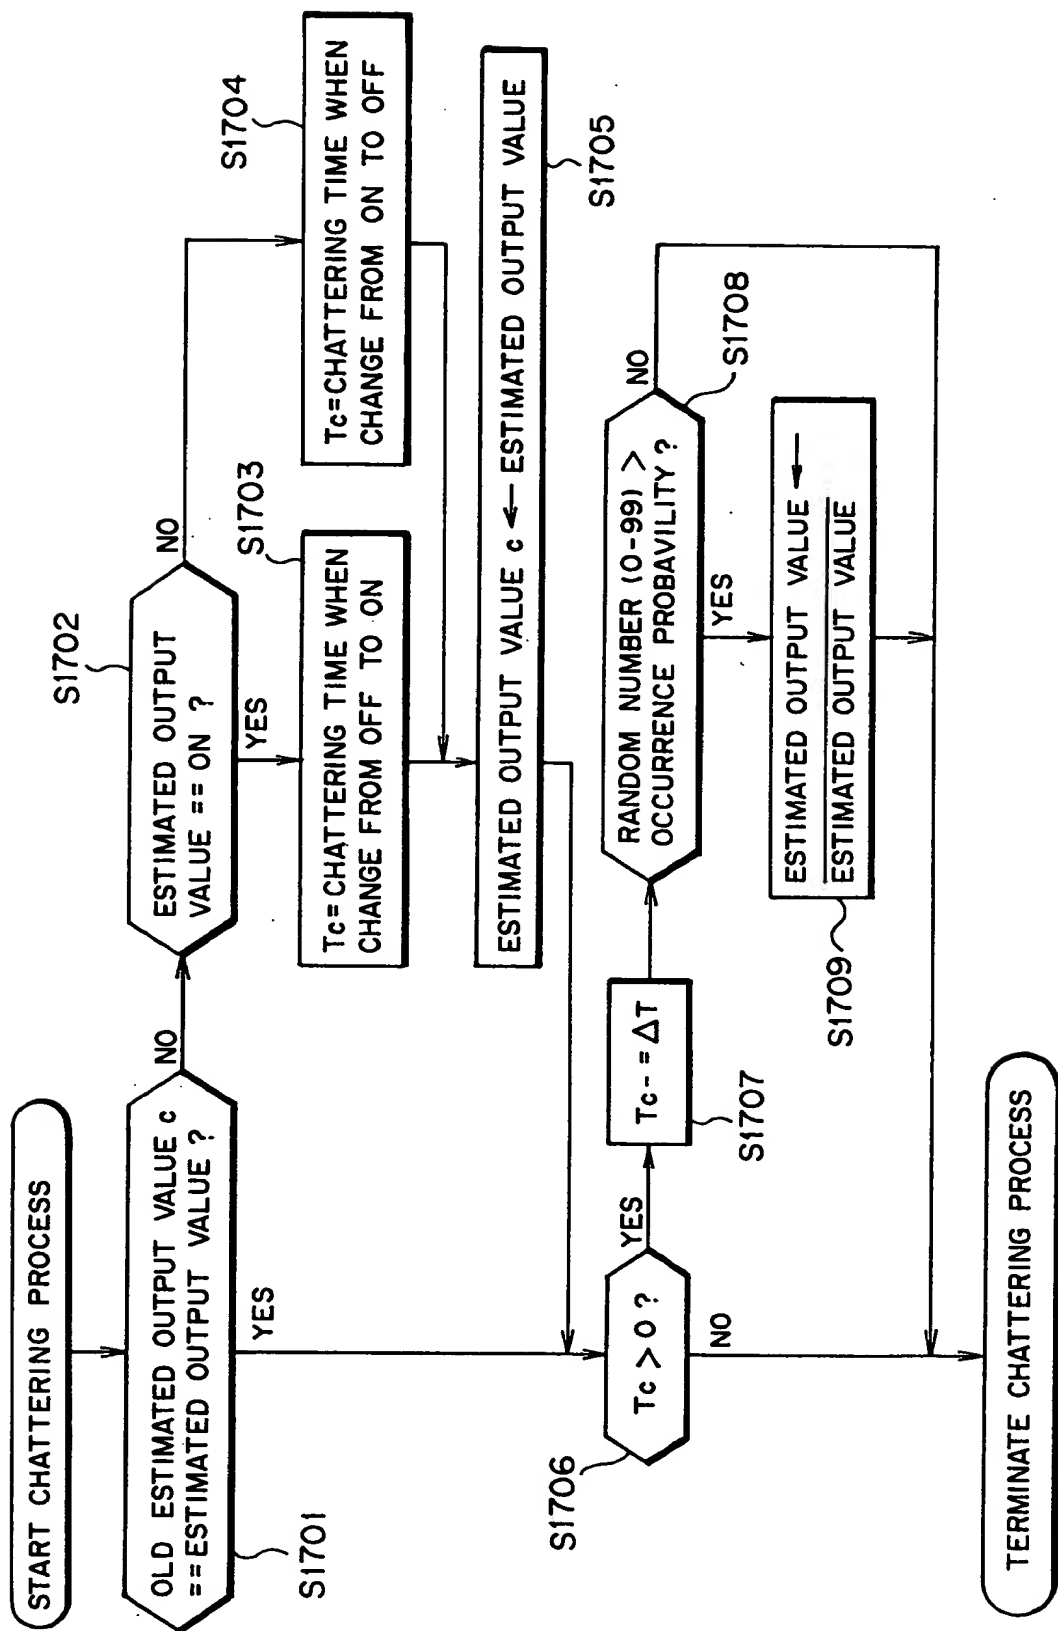 START CHATTERING PROCESS
OLD ESTIMATED OUTPUT VALUE c
==ESTIMATED OUTPUT VALUE ?
S1701
YES
NO
S1702
ESTIMATED OUTPUT
VALUE == ON ?
YES
NO
S1703
Tc=CHATTERING TIME WHEN
CHANGE FROM OFF TO ON
S1704
Tc=CHATTERING TIME WHEN
CHANGE FROM ON TO OFF
ESTIMATED OUTPUT VALUE c ← ESTIMATED OUTPUT VALUE
S1705
S1706
Tc > 0 ?
NO
YES
Tc- = ΔT
S1707
RANDOM NUMBER (0-99) >
OCCURRENCE PROBAVILITY ?
S1708
NO
YES
ESTIMATED OUTPUT VALUE ←
ESTIMATED OUTPUT VALUE
S1709
TERMINATE CHATTERING PROCESS